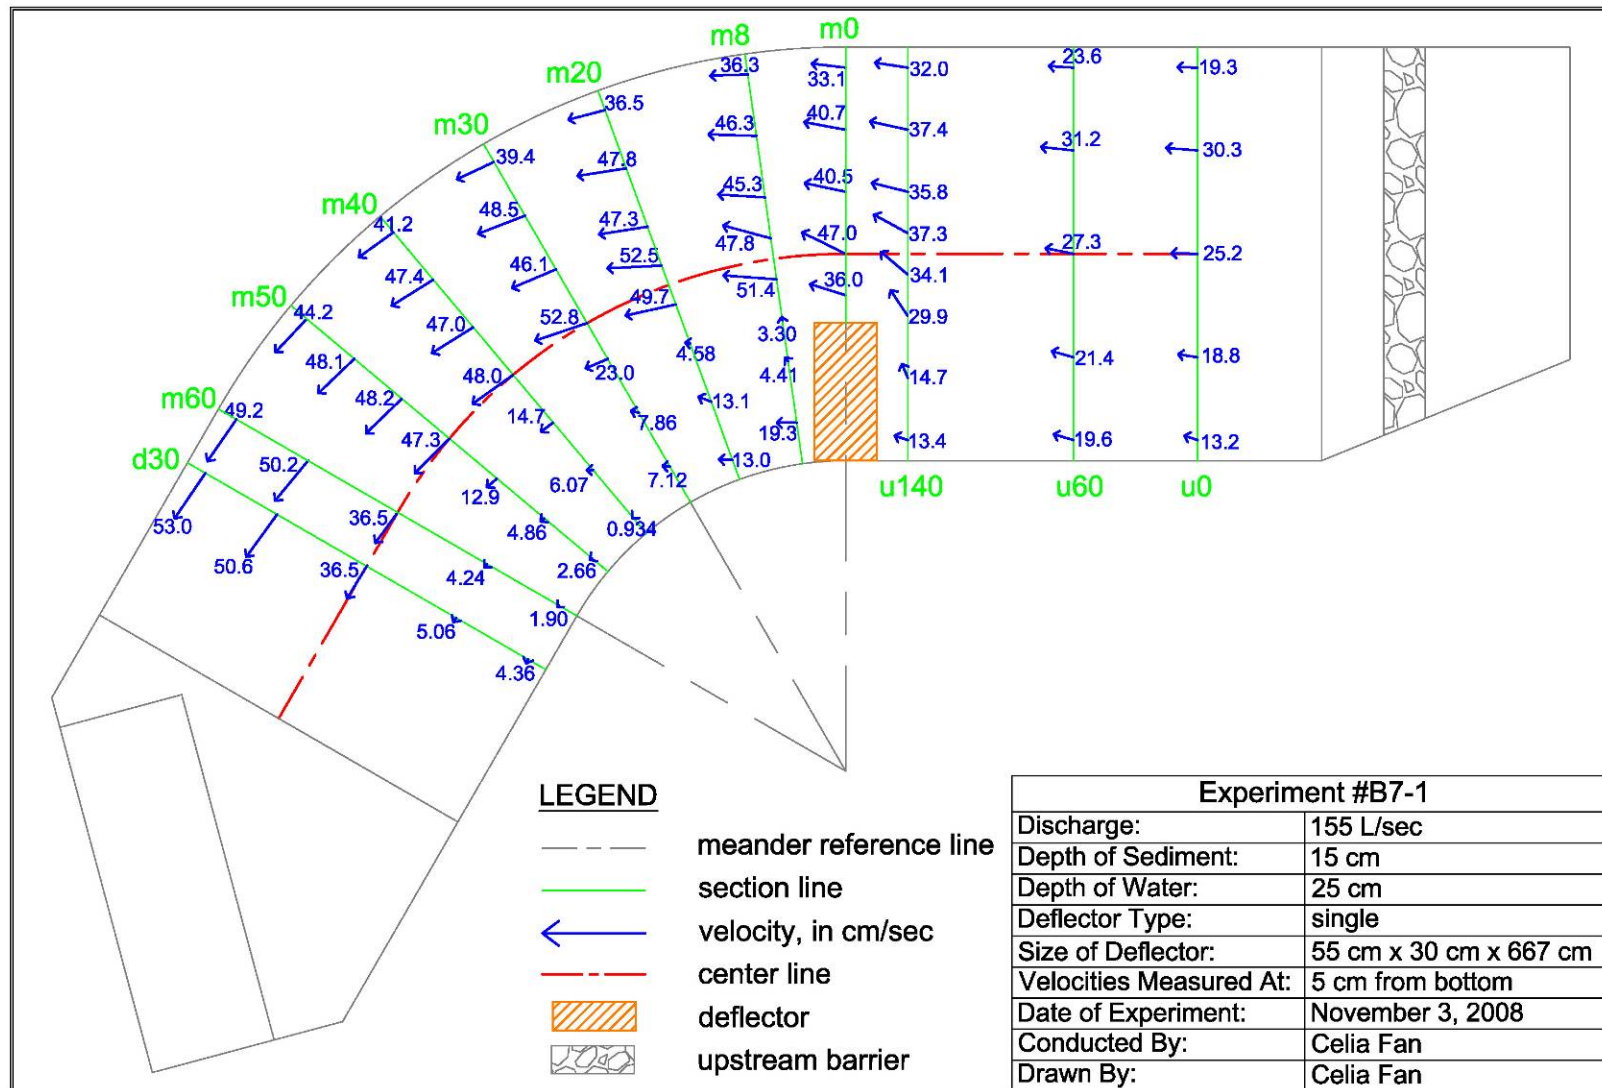 m0
m8
m20
m30
m40
m50
m60
d30
u140
u60
u0
36.3
33.1
32.0
23.6
19.3
36.5
46.3
40.7
37.4
31.2
30.3
39.4
47.8
45.3
40.5
35.8
41.2
48.5
47.3
47.8
47.0
37.3
27.3
25.2
47.4
46.1
52.5
51.4
36.0
34.1
44.2
47.0
52.8
49.7
3.30
29.9
48.1
48.0
23.0
4.58
4.41
14.7
21.4
18.8
49.2
48.2
14.7
7.86
13.1
19.3
13.4
19.6
13.2
50.2
47.3
12.9
6.07
7.12
13.0
53.0
50.6
36.5
36.5
4.86
0.934
4.24
2.66
5.06
1.90
4.36
LEGEND
meander reference line
section line
velocity, in cm/sec
center line
deflector
upstream barrier
Experiment #B7-1
Discharge: 155 L/sec
Depth of Sediment: 15 cm
Depth of Water: 25 cm
Deflector Type: single
Size of Deflector: 55 cm x 30 cm x 667 cm
Velocities Measured At: 5 cm from bottom
Date of Experiment: November 3, 2008
Conducted By: Celia Fan
Drawn By: Celia Fan